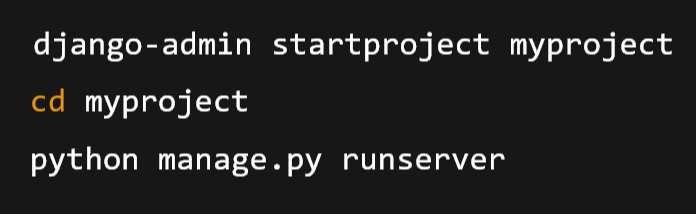 django-admin startproject myproject
cd myproject
python manage.py runserver